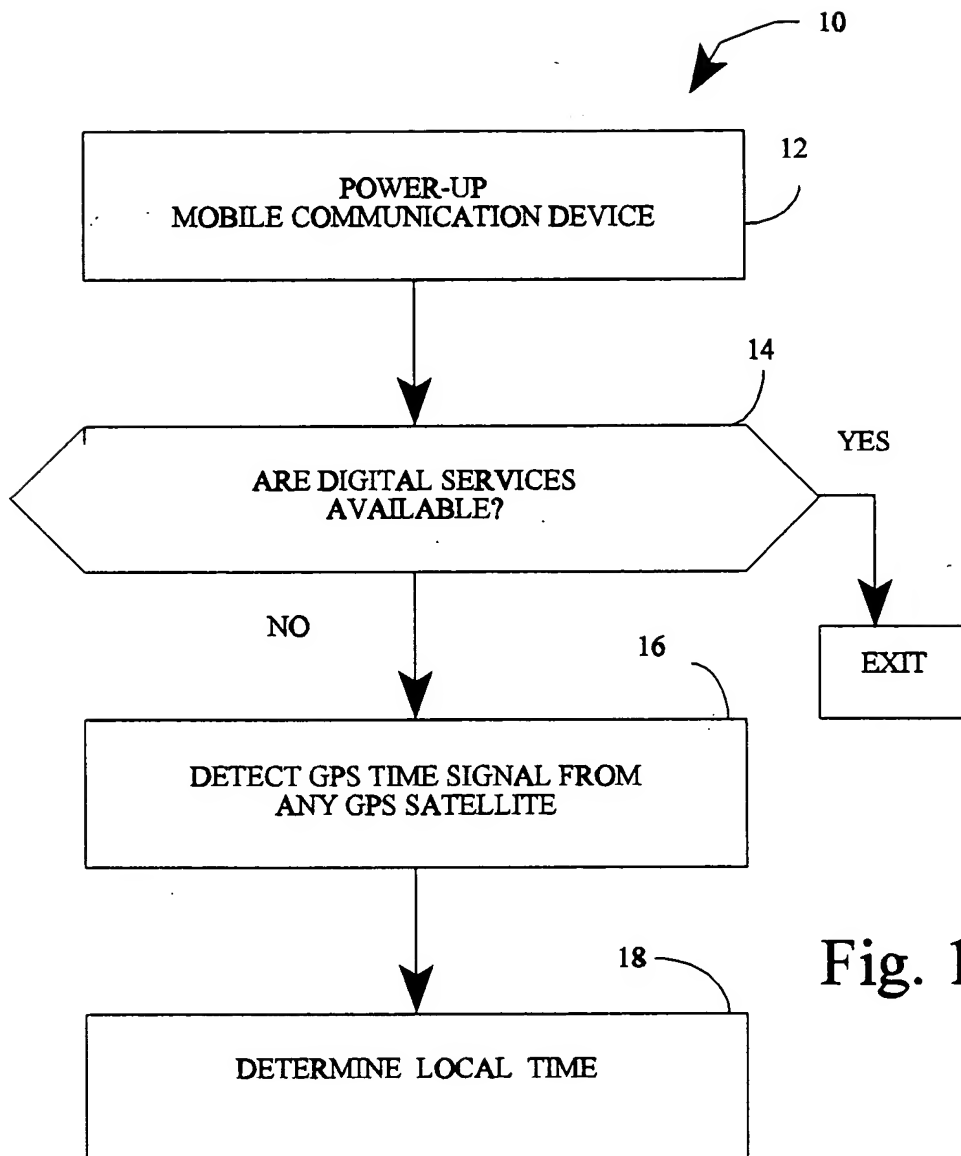 10
12
POWER-UP
MOBILE COMMUNICATION DEVICE
14
YES
ARE DIGITAL SERVICES
AVAILABLE?
NO
16
EXIT
DETECT GPS TIME SIGNAL FROM
ANY GPS SATELLITE
18
Fig. 1
DETERMINE LOCAL TIME